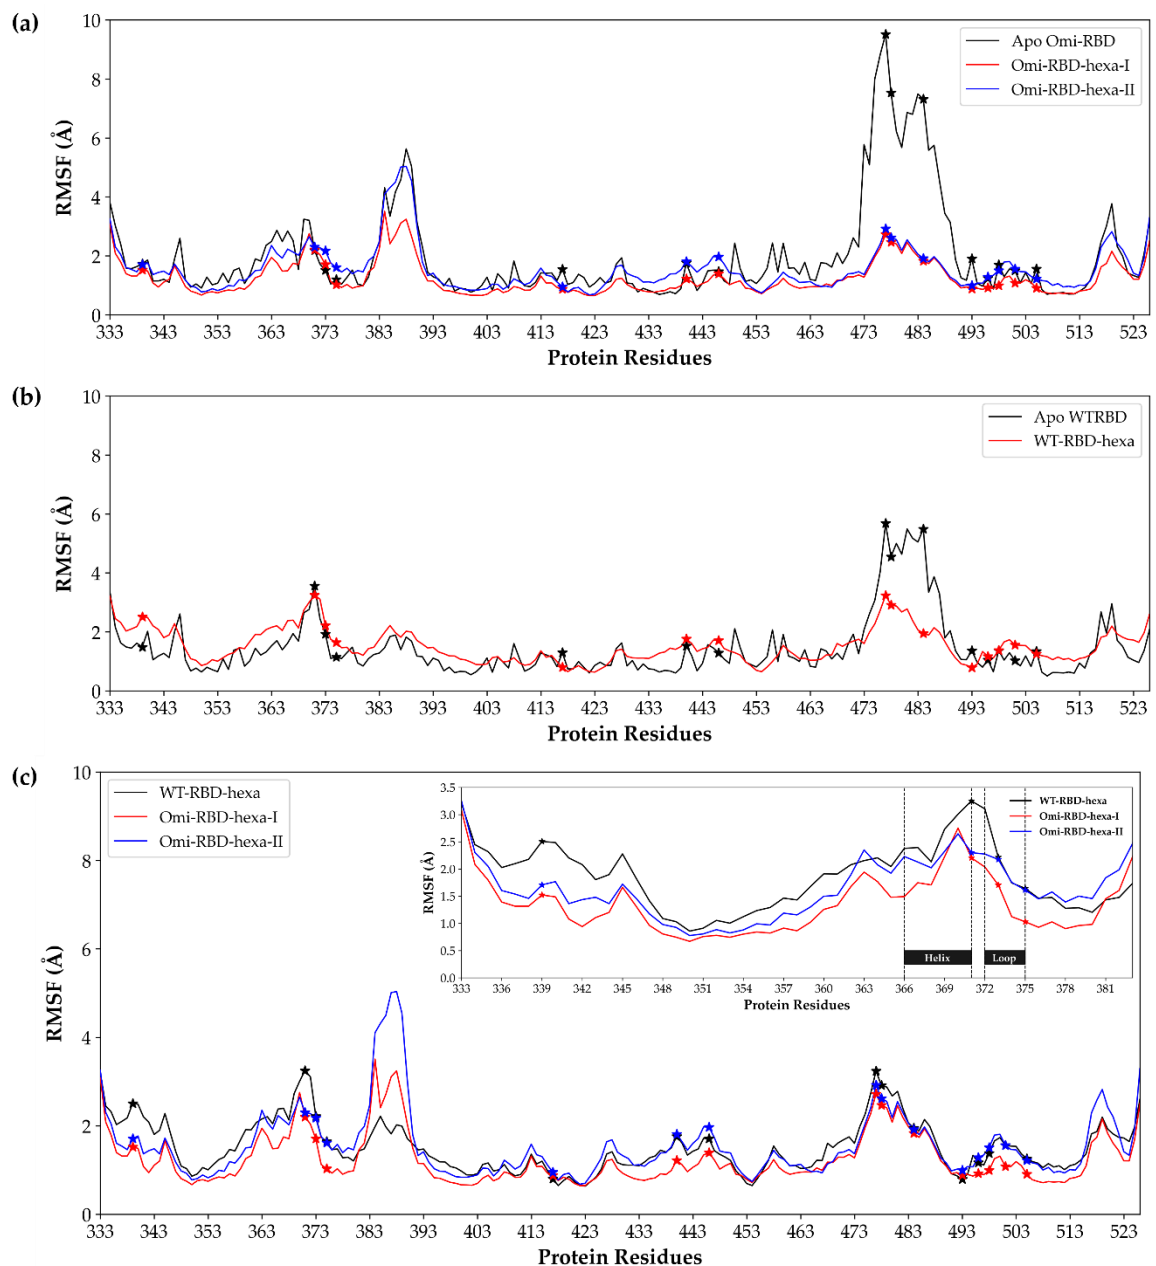 (a)
10
8
6
4
2
0
RMSF (Å)
Apo Omi-RBD
Omi-RBD-hexa-I
Omi-RBD-hexa-II
333 343 353 363 373 383 393 403 413 423 433 443 453 463 473 483 493 503 513 523
Protein Residues
(b)
10
8
6
4
2
0
RMSF (Å)
Apo WTRBD
WT-RBD-hexa
333 343 353 363 373 383 393 403 413 423 433 443 453 463 473 483 493 503 513 523
Protein Residues
(c)
10
8
6
4
2
0
RMSF (Å)
WT-RBD-hexa
Omi-RBD-hexa-I
Omi-RBD-hexa-II
3.5
3.0
2.5
2.0
1.5
1.0
0.5
0.0
RMSF (Å)
WT-RBD-hexa
Omi-RBD-hexa-I
Omi-RBD-hexa-II
Helix Loop
333 336 339 342 345 348 351 354 357 360 363 366 369 372 375 378 381
Protein Residues
333 343 353 363 373 383 393 403 413 423 433 443 453 463 473 483 493 503 513 523
Protein Residues